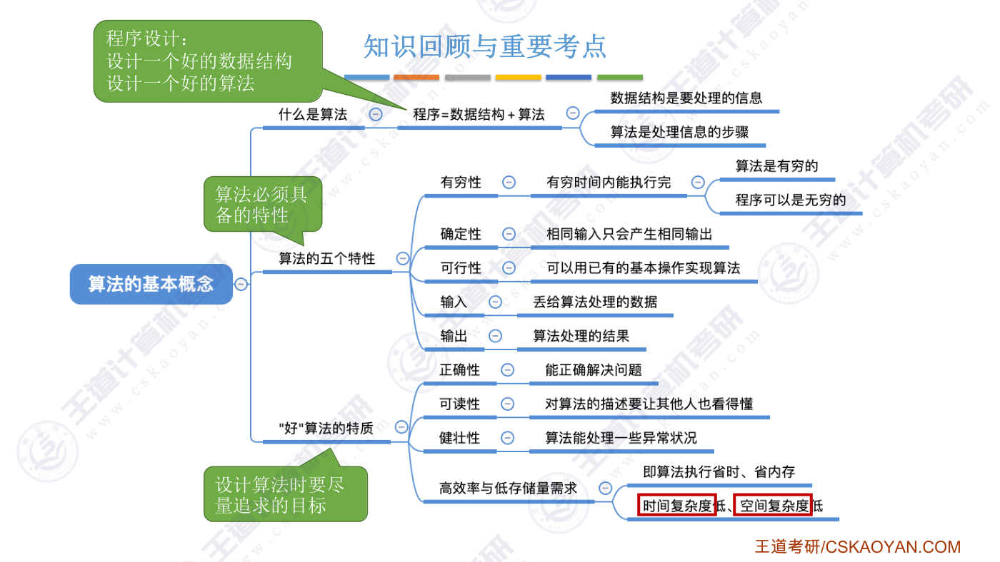 程序设计：
设计一个好的数据结构
设计一个好的算法
知识回顾与重要考点
什么是算法
程序=数据结构+算法
数据结构是要处理的信息
算法是处理信息的步骤
算法必须具
备的特性
有穷性
有穷时间内能执行完
算法是有穷的
程序可以是无穷的
确定性
相同输入只会产生相同输出
算法的五个特性
可行性
可以用已有的基本操作实现算法
算法的基本概念
输入
丢给算法处理的数据
输出
算法处理的结果
正确性
能正确解决问题
可读性
对算法的描述要让其他人也看得懂
"好"算法的特质
健壮性
算法能处理一些异常状况
设计算法时要尽
量追求的目标
高效率与低存储量需求
即算法执行省时、省内存
时间复杂度低、空间复杂度低
王道考研/CSKAOYAN.COM
王道计算机考研
www.cskaoyan.com